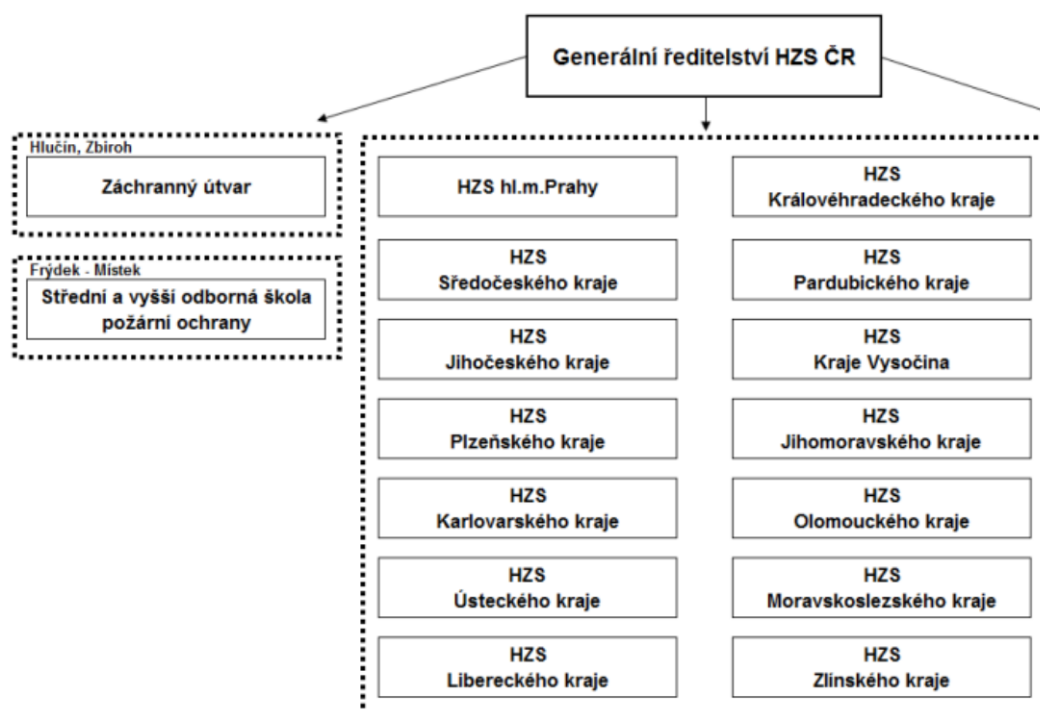 Generální ředitelství HZS ČR
Hlučín, Zbiroh
Záchranný útvar
Frýdek - Místek
Střední a vyšší odborná škola
požární ochrany
HZS hl.m.Prahy
HZS
Královéhradeckého kraje
HZS
Sředočeského kraje
HZS
Pardubického kraje
HZS
Jihočeského kraje
HZS
Kraje Vysočina
HZS
Plzeňského kraje
HZS
Jihomoravského kraje
HZS
Karlovarského kraje
HZS
Olomouckého kraje
HZS
Ústeckého kraje
HZS
Moravskoslezského kraje
HZS
Libereckého kraje
HZS
Zlínského kraje